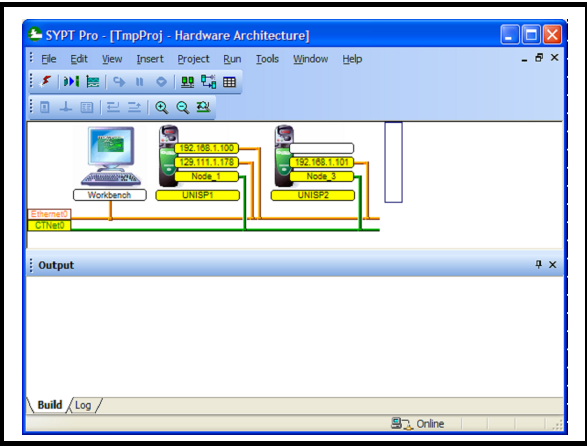 SYPT Pro - [TmpProj - Hardware Architecture]
File Edit View Insert Project Run Tools Window Help
192.168.1.100
129.111.1.178 192.168.1.101
Node_1 Node_3
Workbench UNISP1 UNISP2
Ethernet0
CTNet0
Output
Build Log
Online